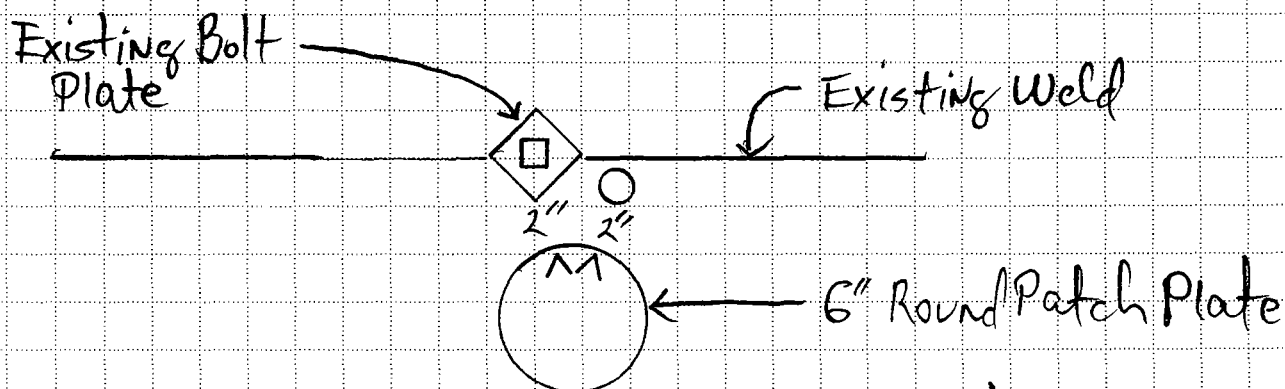 Existing Bolt
Plate
Existing Weld
2" 2"
6" Round Patch Plate